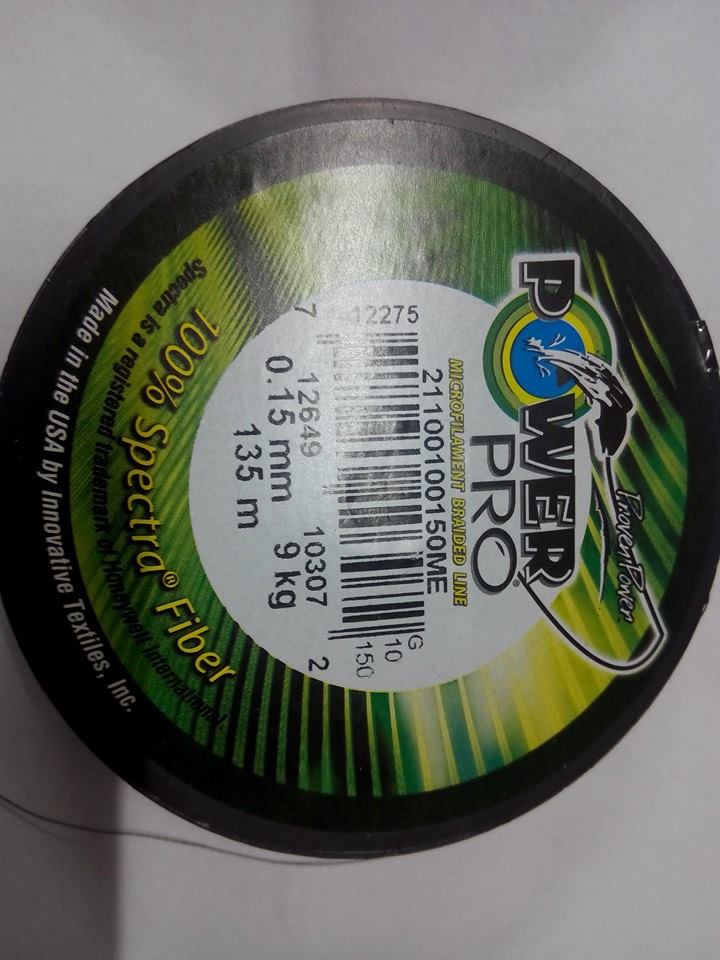 Proven Power
POWER
PRO®
MICROFILAMENT BRAIDED LINE
21100100150ME
12275
G
10
150
7 12649 10307 2
0.15 mm 9 kg
135 m
100% Spectra® Fiber
Spectra is a registered trademark of Honeywell International.
Made in the USA by Innovative Textiles, Inc.